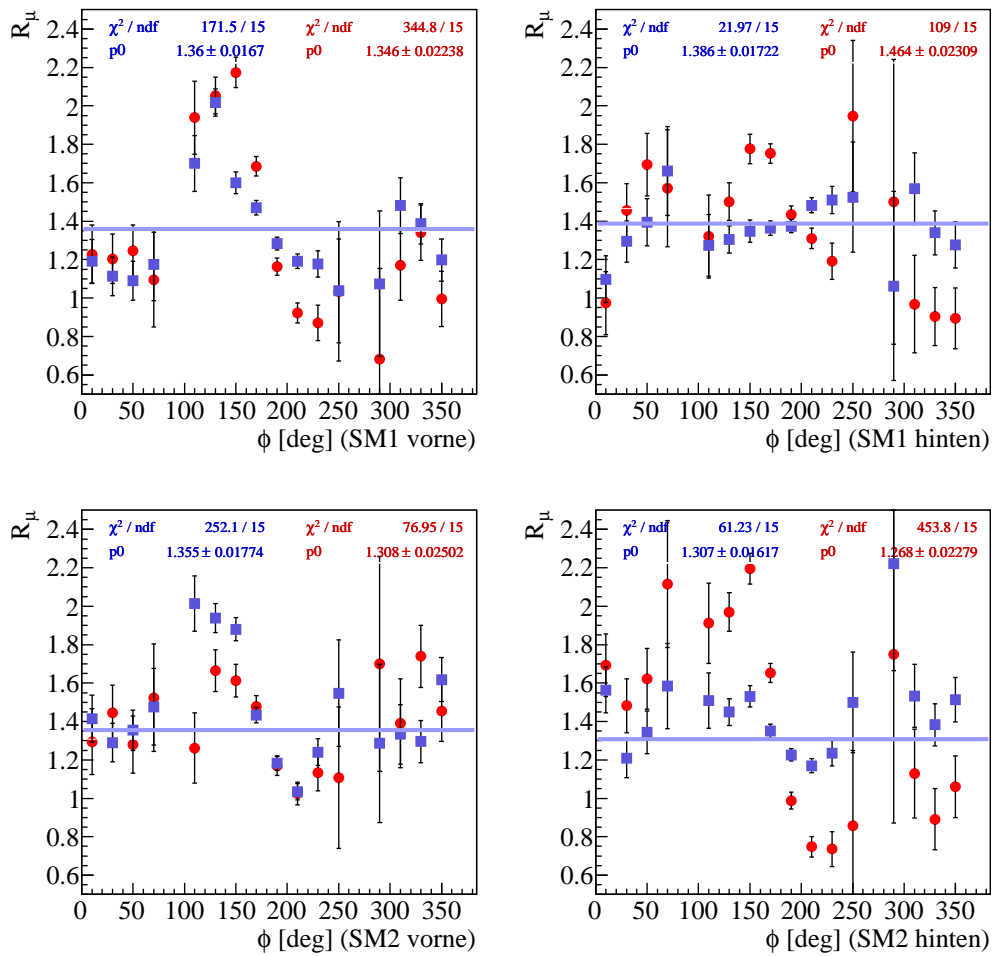 R_μ
χ² / ndf 171.5 / 15 χ² / ndf 344.8 / 15
p0 1.36 ± 0.0167 p0 1.346 ± 0.02238
2.4
2.2
2
1.8
1.6
1.4
1.2
1
0.8
0.6
0 50 100 150 200 250 300 350
ϕ [deg] (SM1 vorne)
R_μ
χ² / ndf 21.97 / 15 χ² / ndf 109 / 15
p0 1.386 ± 0.01722 p0 1.464 ± 0.02309
2.4
2.2
2
1.8
1.6
1.4
1.2
1
0.8
0.6
0 50 100 150 200 250 300 350
ϕ [deg] (SM1 hinten)
R_μ
χ² / ndf 252.1 / 15 χ² / ndf 76.95 / 15
p0 1.355 ± 0.01774 p0 1.308 ± 0.02502
2.4
2.2
2
1.8
1.6
1.4
1.2
1
0.8
0.6
0 50 100 150 200 250 300 350
ϕ [deg] (SM2 vorne)
R_μ
χ² / ndf 61.23 / 15 χ² / ndf 453.8 / 15
p0 1.307 ± 0.01617 p0 1.268 ± 0.02279
2.4
2.2
2
1.8
1.6
1.4
1.2
1
0.8
0.6
0 50 100 150 200 250 300 350
ϕ [deg] (SM2 hinten)